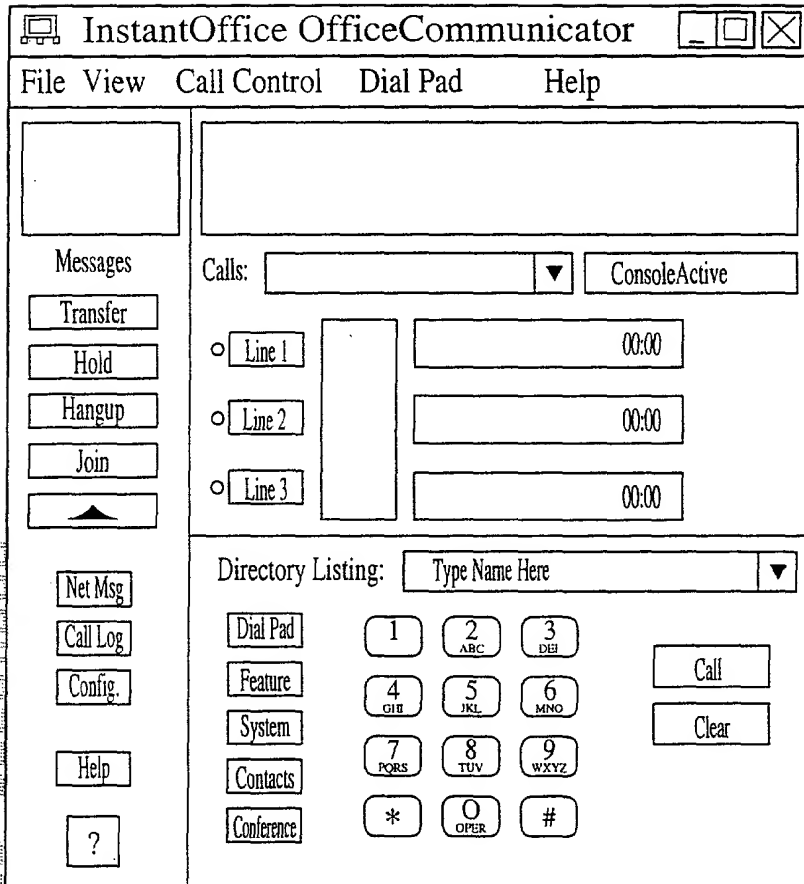 InstantOffice OfficeCommunicator
File View Call Control Dial Pad Help
Messages
Transfer
Hold
Hangup
Join
Net Msg
Call Log
Config.
Help
?
Calls:
ConsoleActive
Line 1 00:00
Line 2 00:00
Line 3 00:00
Directory Listing: Type Name Here
Dial Pad
Feature
System
Contacts
Conference
1 2 3
ABC DEF
4 5 6
GHI JKL MNO
7 8 9
PQRS TUV WXYZ
* 0 #
OPER
Call
Clear